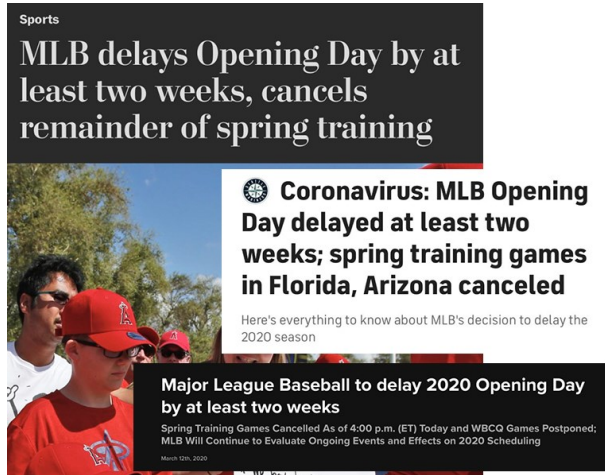 Sports
MLB delays Opening Day by at
least two weeks, cancels
remainder of spring training
Coronavirus: MLB Opening
Day delayed at least two
weeks; spring training games
in Florida, Arizona canceled
Here's everything to know about MLB's decision to delay the
2020 season
Major League Baseball to delay 2020 Opening Day
by at least two weeks
Spring Training Games Cancelled As of 4:00 p.m. (ET) Today and WBCQ Games Postponed;
MLB Will Continue to Evaluate Ongoing Events and Effects on 2020 Scheduling
March 12th, 2020